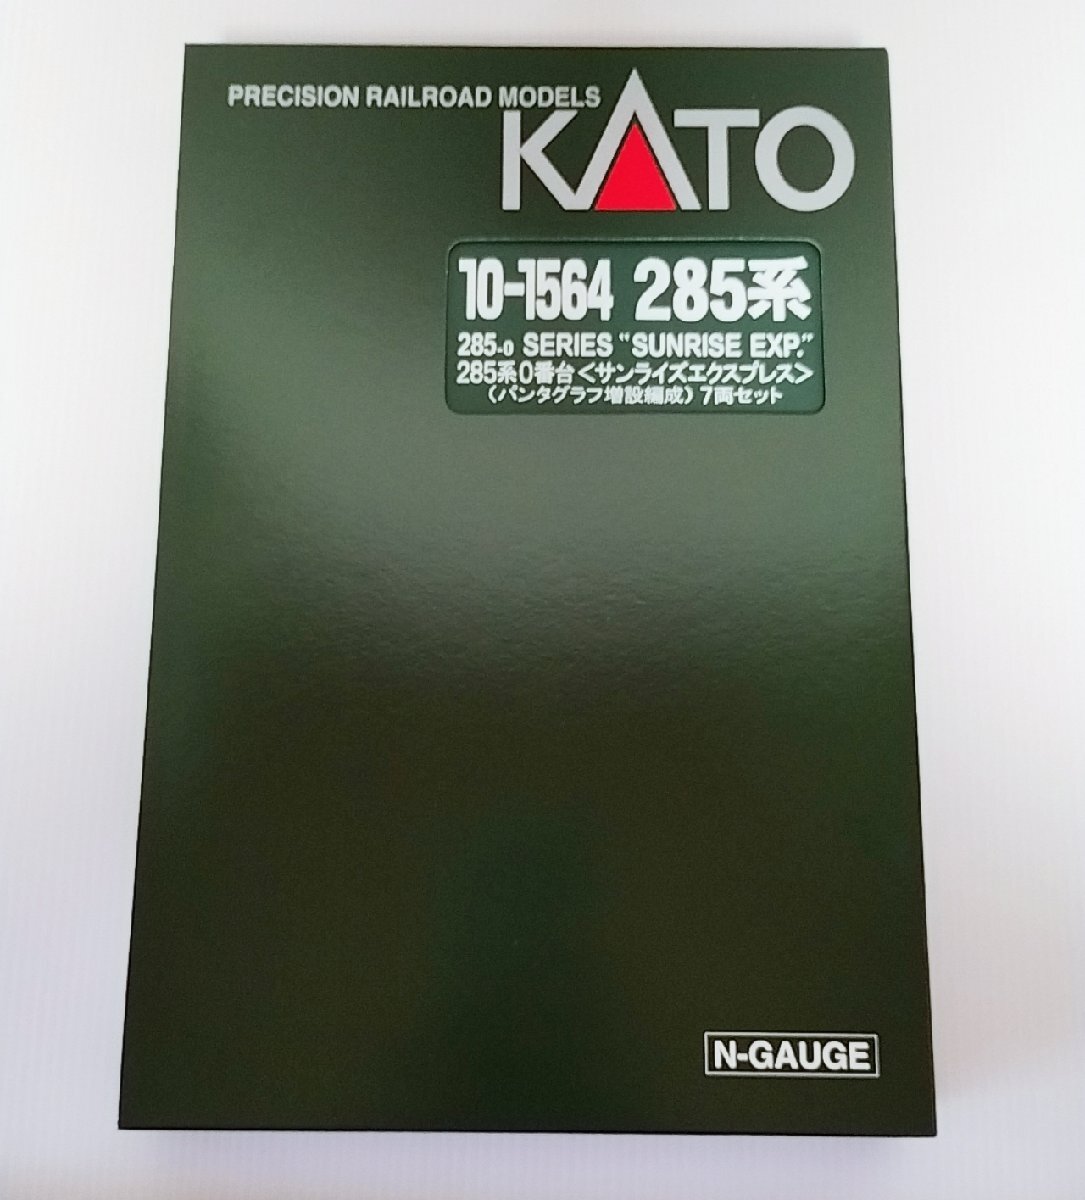 PRECISION RAILROAD MODELS
KATO
10-1564 285系
285-0 SERIES "SUNRISE EXP."
285系0番台<サンライズエクスプレス>
(パンタグラフ増設編成) 7両セット
N-GAUGE